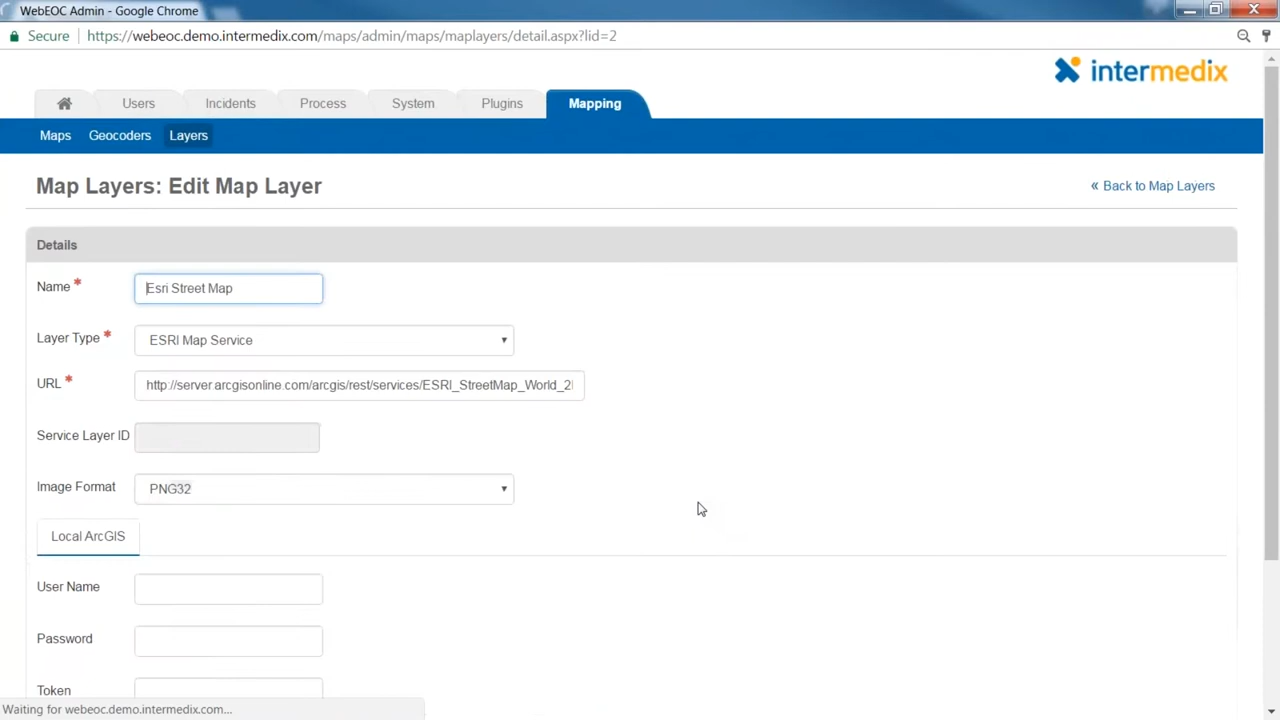 WebEOC Admin - Google Chrome
Secure https://webeoc.demo.intermedix.com/maps/admin/maps/maplayers/detail.aspx?lid=2
intermedix
Users Incidents Process System Plugins Mapping
Maps Geocoders Layers
Map Layers: Edit Map Layer « Back to Map Layers
Details
Name * Esri Street Map
Layer Type * ESRI Map Service
URL * http://server.arcgisonline.com/arcgis/rest/services/ESRI_StreetMap_World_2
Service Layer ID
Image Format PNG32
Local ArcGIS
User Name
Password
Token
Waiting for webeoc.demo.intermedix.com...